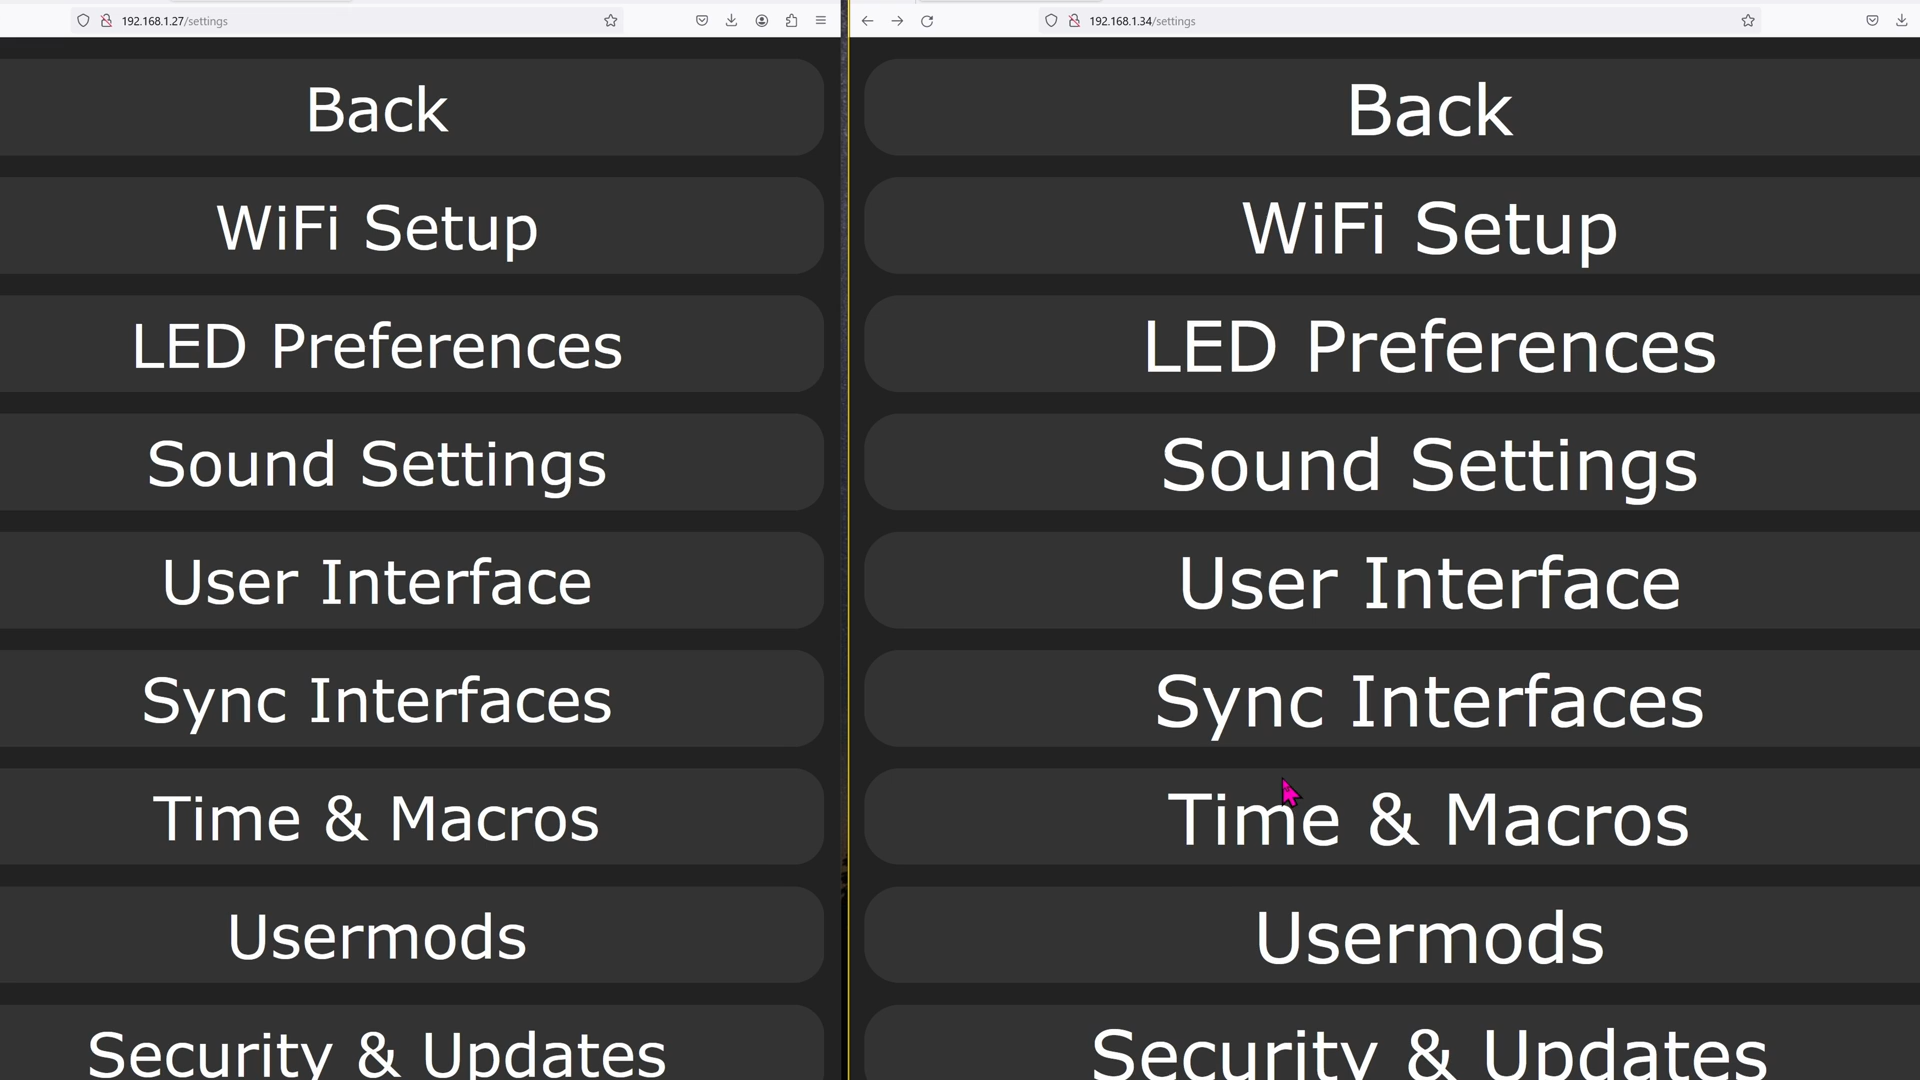 192.168.1.27/settings
Back
WiFi Setup
LED Preferences
Sound Settings
User Interface
Sync Interfaces
Time & Macros
Usermods
Security & Updates
192.168.1.34/settings
Back
WiFi Setup
LED Preferences
Sound Settings
User Interface
Sync Interfaces
Time & Macros
Usermods
Security & Updates